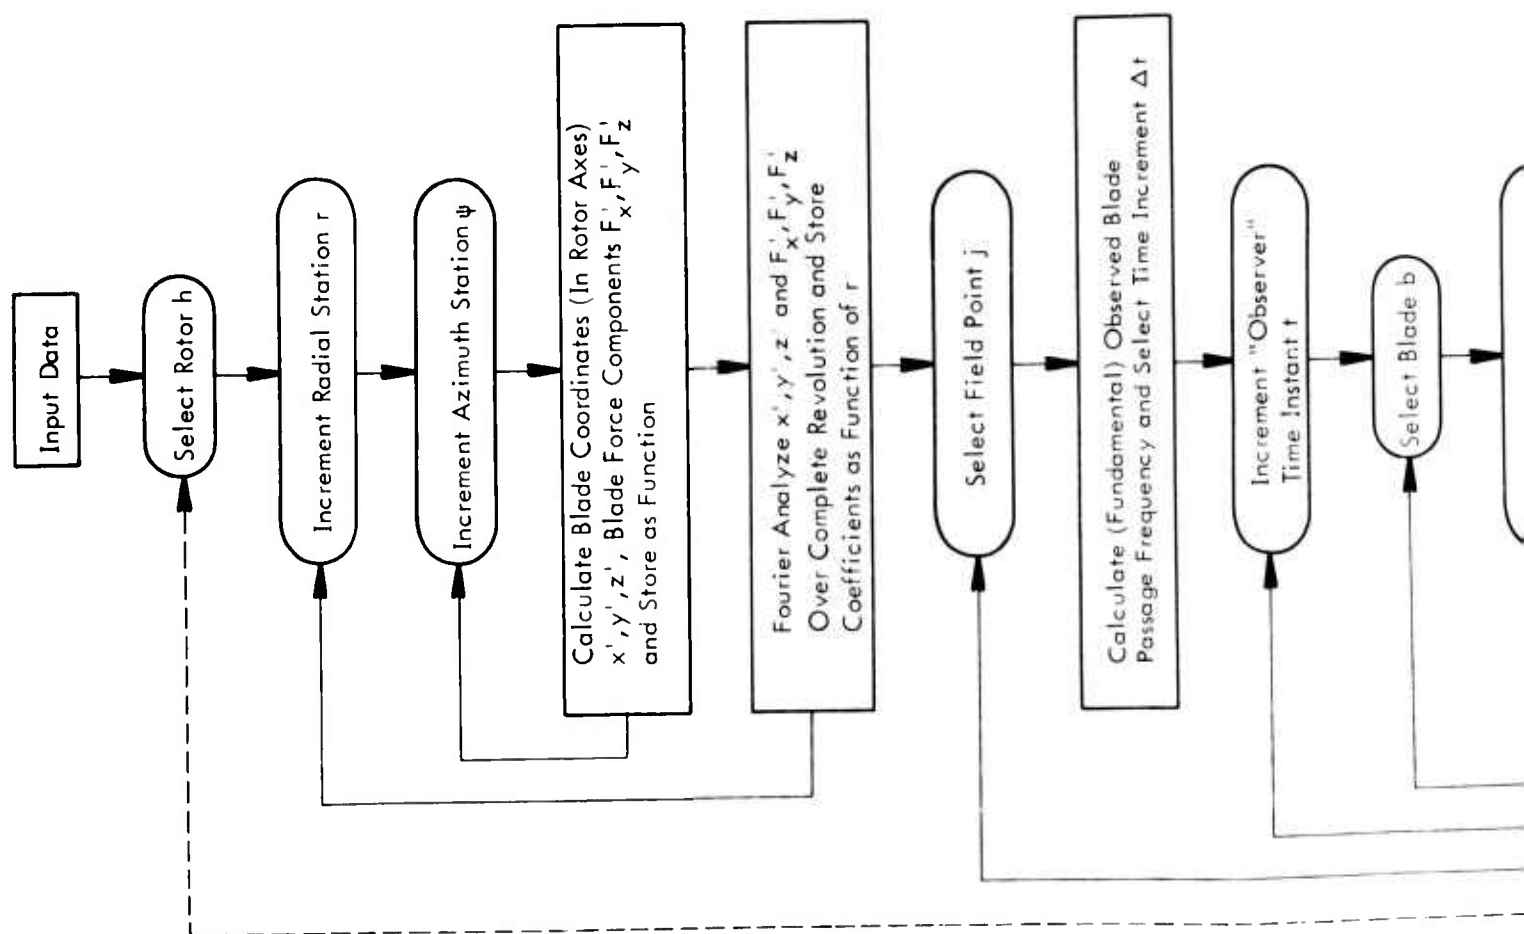 Input Data
Select Rotor h
Increment Radial Station r
Increment Azimuth Station ψ
Calculate Blade Coordinates (In Rotor Axes)
x',y',z', Blade Force Components F'x,F'y,F'z
and Store as Function
Fourier Analyze x',y',z' and F'x,F'y,F'z
Over Complete Revolution and Store
Coefficients as Function of r
Select Field Point j
Calculate (Fundamental) Observed Blade
Passage Frequency and Select Time Increment Δt
Increment "Observer"
Time Instant t
Select Blade b